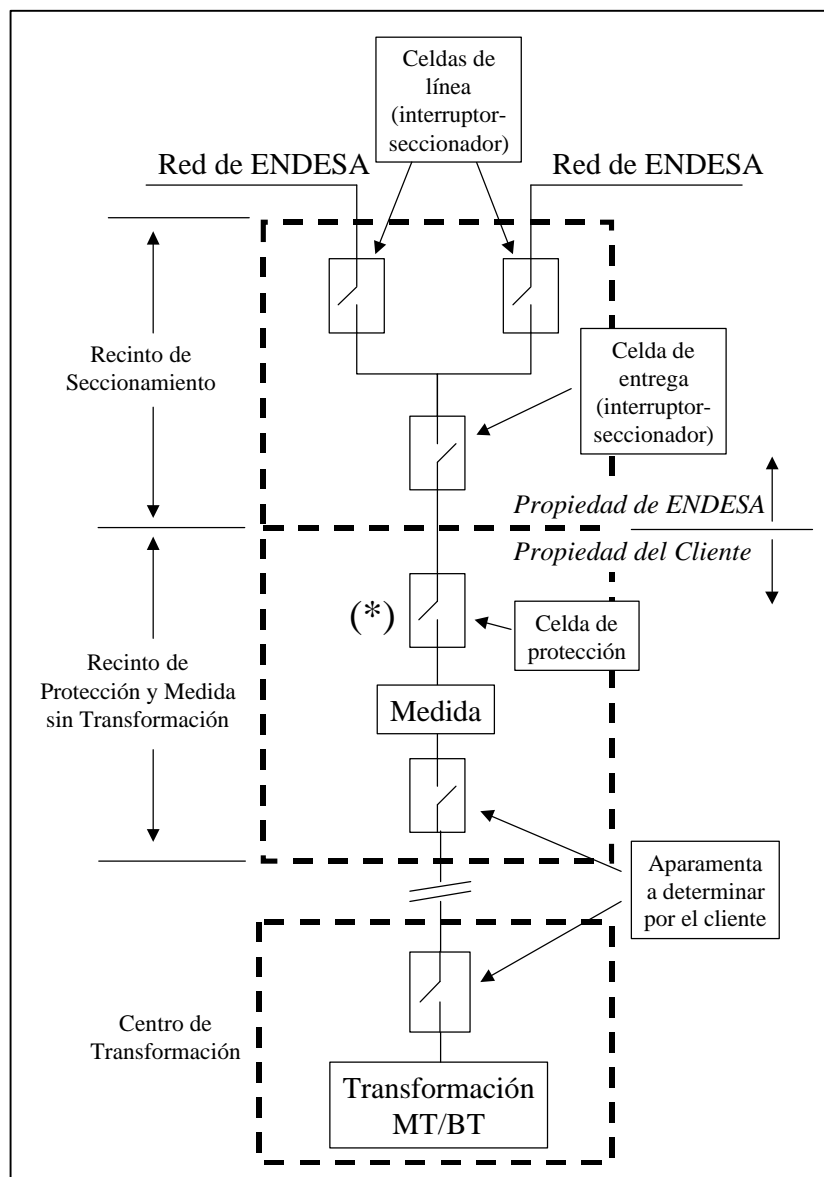 Celdas de
línea
(interruptor-
seccionador)
Red de ENDESA
Red de ENDESA
Recinto de
Seccionamiento
Celda de
entrega
(interruptor-
seccionador)
Propiedad de ENDESA
Propiedad del Cliente
(*)
Celda de
protección
Recinto de
Protección y Medida
sin Transformación
Medida
Aparamenta
a determinar
por el cliente
Centro de
Transformación
Transformación
MT/BT